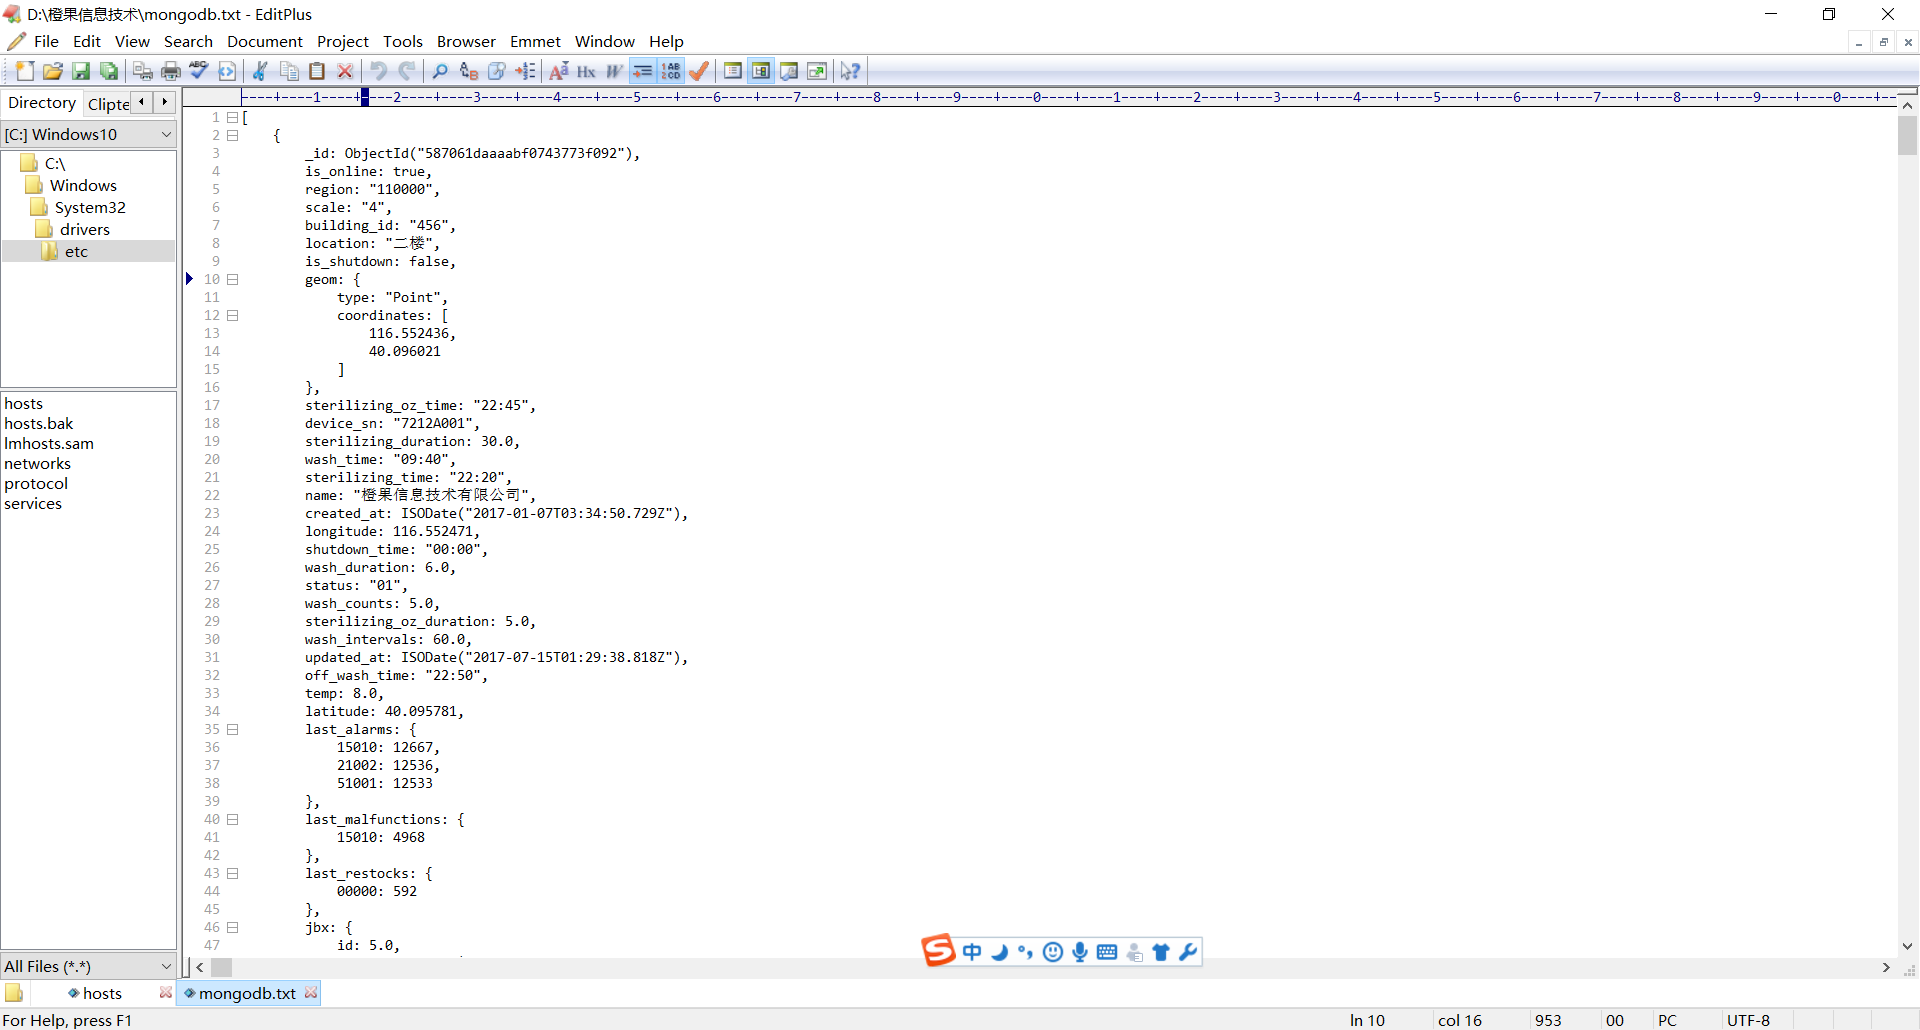 D:\橙果信息技术\mongodb.txt - EditPlus
File Edit View Search Document Project Tools Browser Emmet Window Help
Directory Clipte
[C:] Windows10
C:\
Windows
System32
drivers
etc
hosts
hosts.bak
lmhosts.sam
networks
protocol
services
All Files (*.*)
----+----1----+----2----+----3----+----4----+----5----+----6----+----7----+----8----+----9----+----0----+----1----+----2----+----3----+----4----+----5----+----6----+----7----+----8----+----9----+----0----+--
1 [
2 {
3 _id: ObjectId("587061daaaabf0743773f092"),
4 is_online: true,
5 region: "110000",
6 scale: "4",
7 building_id: "456",
8 location: "二楼",
9 is_shutdown: false,
10 geom: {
11 type: "Point",
12 coordinates: [
13 116.552436,
14 40.096021
15 ]
16 },
17 sterilizing_oz_time: "22:45",
18 device_sn: "7212A001",
19 sterilizing_duration: 30.0,
20 wash_time: "09:40",
21 sterilizing_time: "22:20",
22 name: "橙果信息技术有限公司",
23 created_at: ISODate("2017-01-07T03:34:50.729Z"),
24 longitude: 116.552471,
25 shutdown_time: "00:00",
26 wash_duration: 6.0,
27 status: "01",
28 wash_counts: 5.0,
29 sterilizing_oz_duration: 5.0,
30 wash_intervals: 60.0,
31 updated_at: ISODate("2017-07-15T01:29:38.818Z"),
32 off_wash_time: "22:50",
33 temp: 8.0,
34 latitude: 40.095781,
35 last_alarms: {
36 15010: 12667,
37 21002: 12536,
38 51001: 12533
39 },
40 last_malfunctions: {
41 15010: 4968
42 },
43 last_restocks: {
44 00000: 592
45 },
46 jbx: {
47 id: 5.0,
S 中
hosts mongodb.txt
For Help, press F1 ln 10 col 16 953 00 PC UTF-8